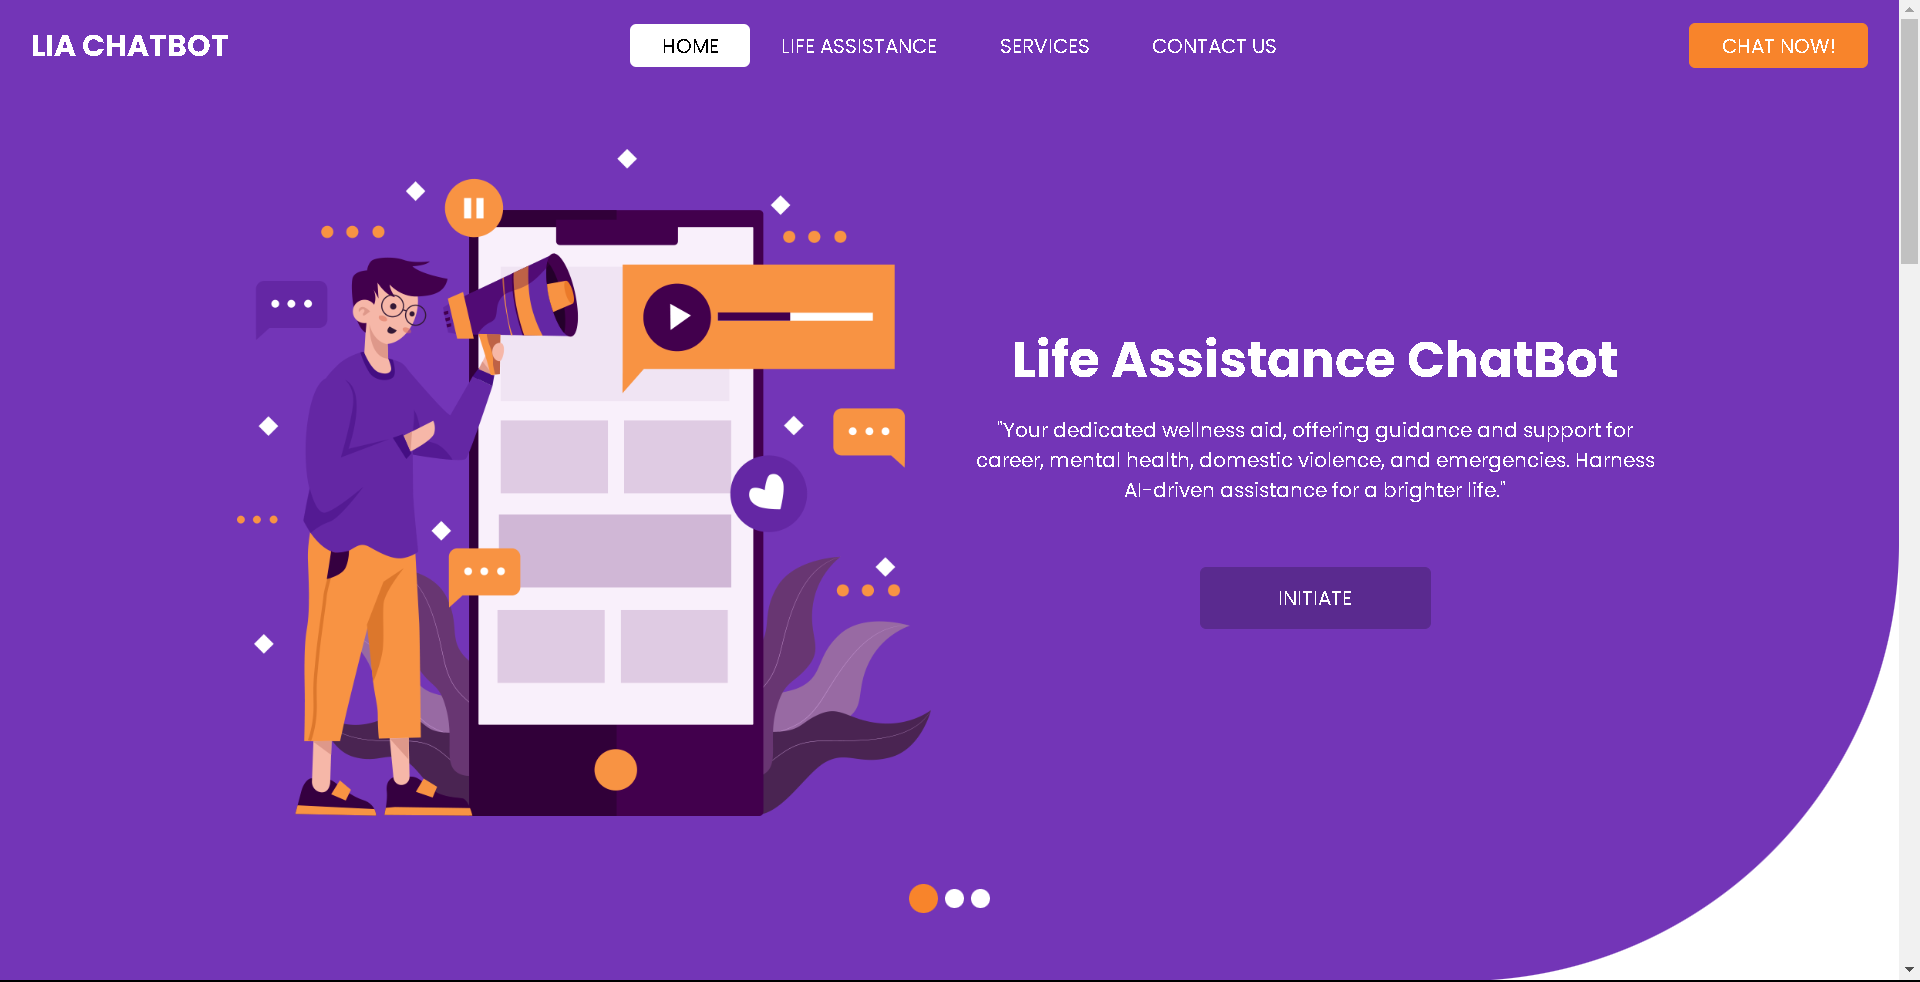 LIA CHATBOT
HOME
LIFE ASSISTANCE
SERVICES
CONTACT US
CHAT NOW!
Life Assistance ChatBot
"Your dedicated wellness aid, offering guidance and support for
career, mental health, domestic violence, and emergencies. Harness
AI-driven assistance for a brighter life."
INITIATE